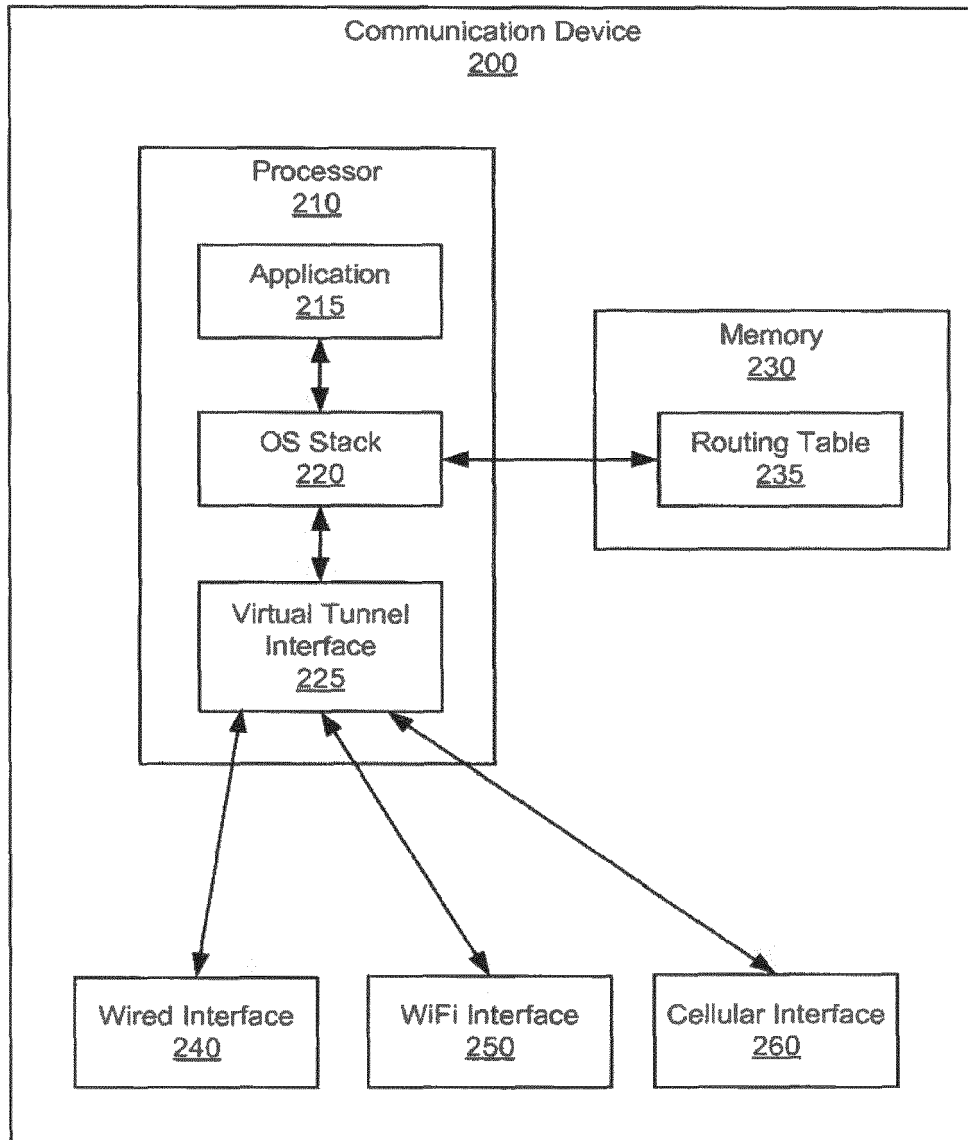 Communication Device
200
Processor
210
Application
215
OS Stack
220
Virtual Tunnel
Interface
225
Memory
230
Routing Table
235
Wired Interface
240
WiFi Interface
250
Cellular Interface
260